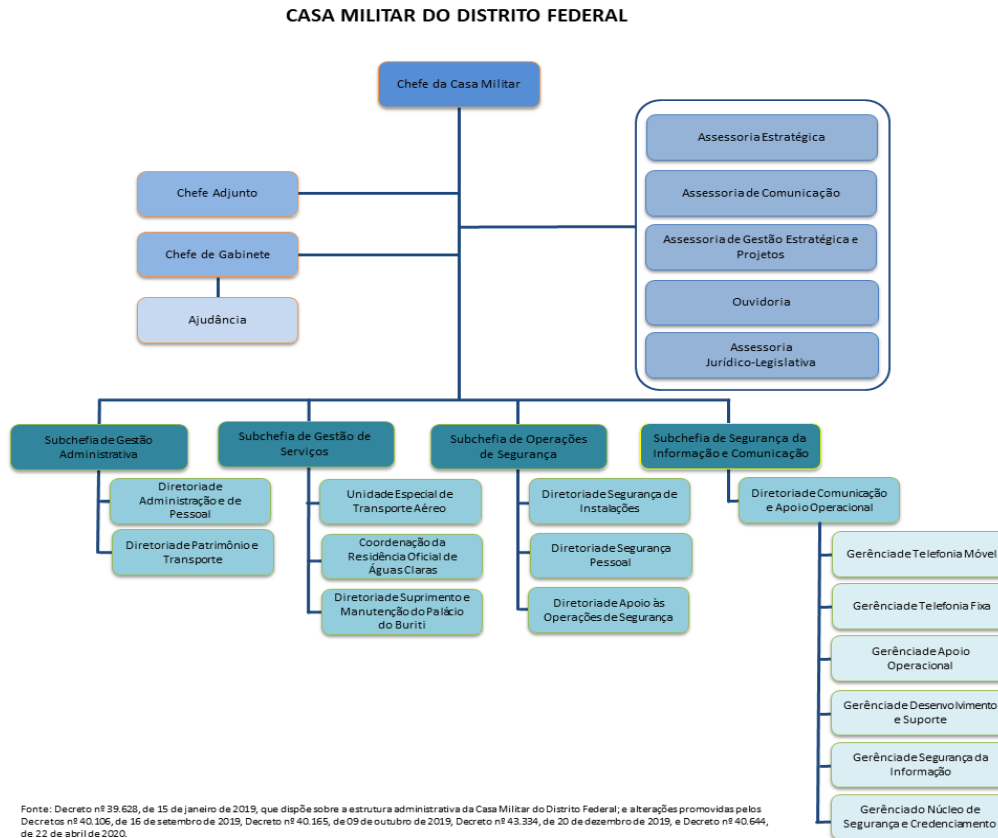 CASA MILITAR DO DISTRITO FEDERAL
Chefe da Casa Militar
Assessoria Estratégica
Assessoria de Comunicação
Assessoria de Gestão Estratégica e
Projetos
Ouvidoria
Assessoria
Jurídico-Legislativa
Chefe Adjunto
Chefe de Gabinete
Ajudância
Subchefia de Gestão
Administrativa
Diretoria de
Administração e de
Pessoal
Diretoria de Patrimônio e
Transporte
Subchefia de Gestão de
Serviços
Unidade Especial de
Transporte Aéreo
Coordenação da
Residência Oficial de
Águas Claras
Diretoria de Suprimento e
Manutenção do Palácio
do Buriti
Subchefia de Operações
de Segurança
Diretoria de Segurança de
Instalações
Diretoria de Segurança
Pessoal
Diretoria de Apoio às
Operações de Segurança
Subchefia de Segurança da
Informação e Comunicação
Diretoria de Comunicação
e Apoio Operacional
Gerência de Telefonia Móvel
Gerência de Telefonia Fixa
Gerência de Apoio
Operacional
Gerência de Desenvolvimento
e Suporte
Gerência de Segurança da
Informação
Gerência do Núcleo de
Segurança e Credenciamento
Fonte: Decreto nº 39.628, de 15 de janeiro de 2019, que dispõe sobre a estrutura administrativa da Casa Militar do Distrito Federal; e alterações promovidas pelos
Decretos nº 40.106, de 16 de setembro de 2019, Decreto nº 40.165, de 09 de outubro de 2019, Decreto nº 43.334, de 20 de dezembro de 2019, e Decreto nº 40.644,
de 22 de abril de 2020.